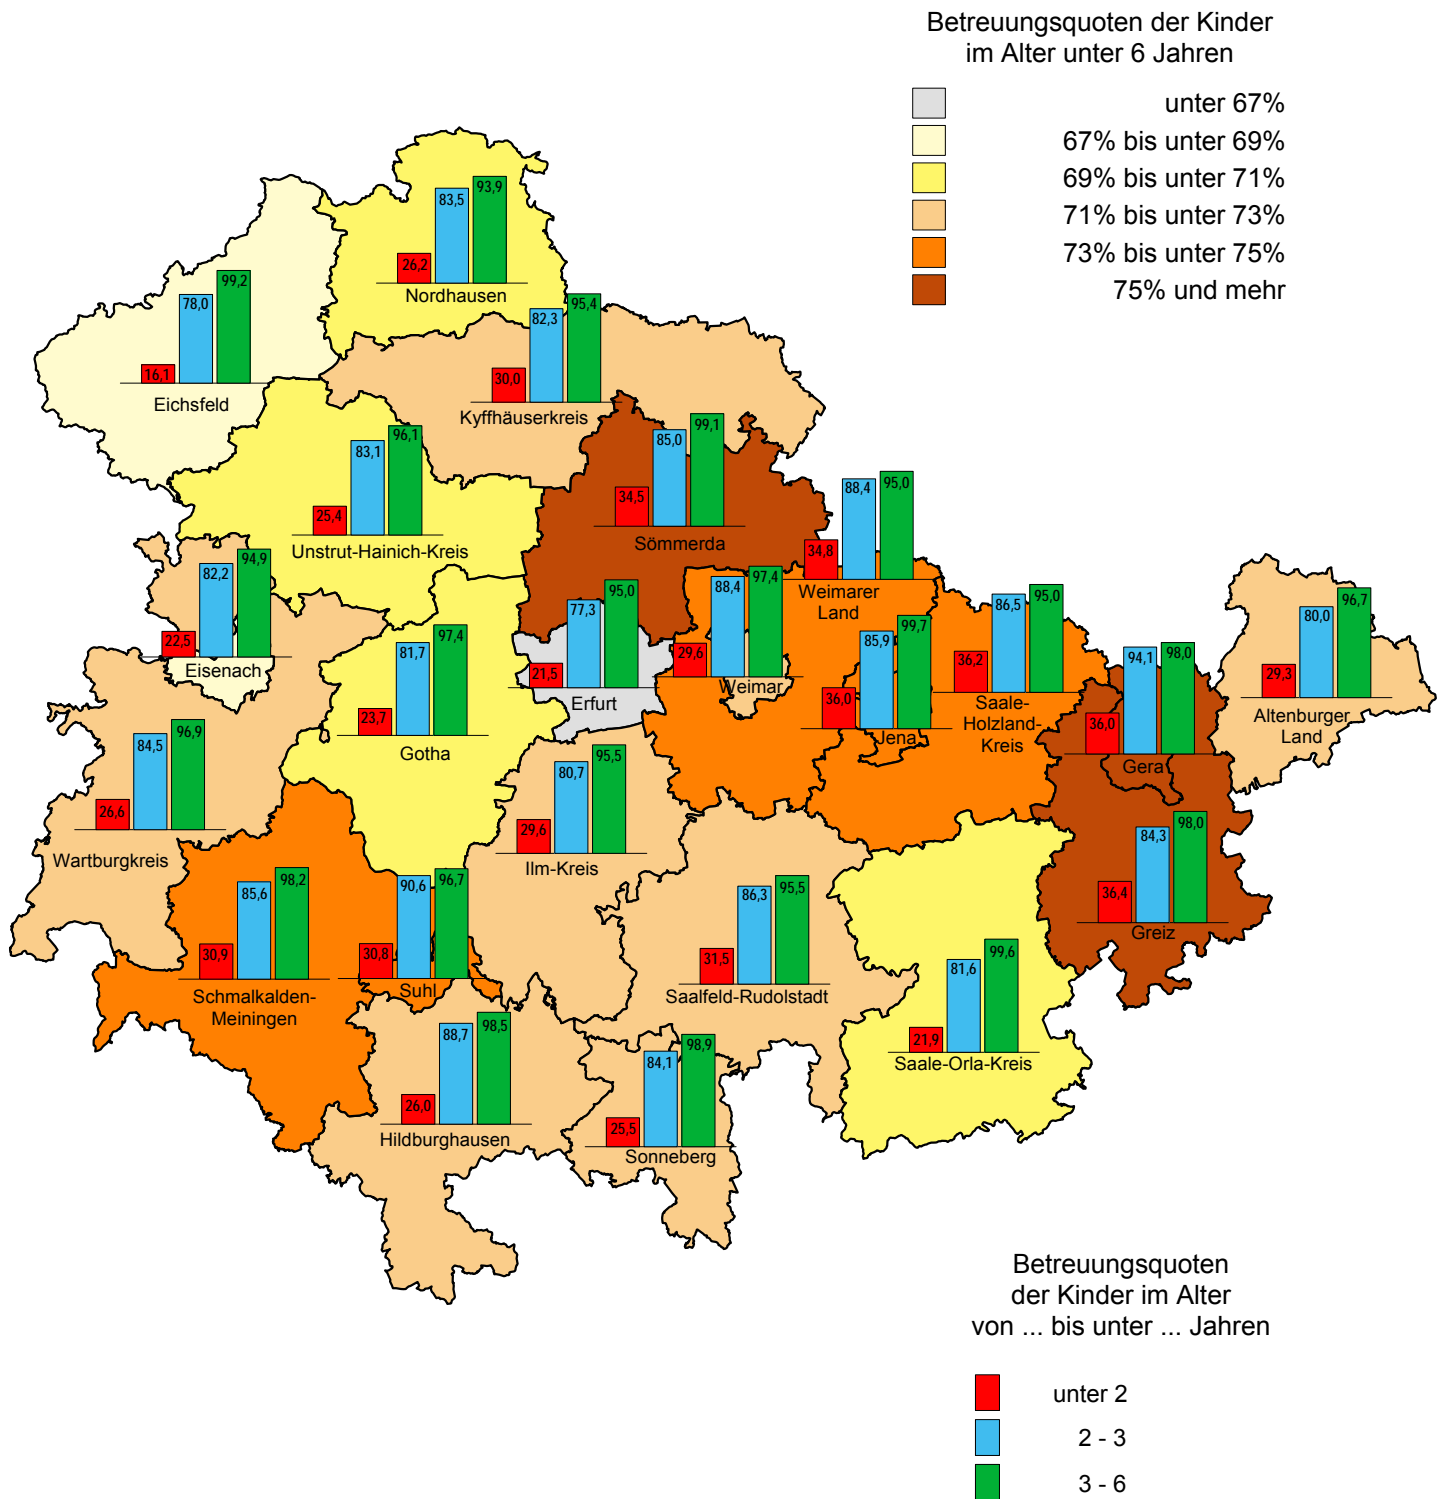 Betreuungsquoten der Kinder
im Alter unter 6 Jahren
unter 67%
67% bis unter 69%
69% bis unter 71%
71% bis unter 73%
73% bis unter 75%
75% und mehr
26,2
83,5
93,9
Nordhausen
16,1
78,0
99,2
Eichsfeld
30,0
82,3
95,4
Kyffhäuserkreis
25,4
83,1
96,1
Unstrut-Hainich-Kreis
34,5
85,0
99,1
Sömmerda
34,8
88,4
95,0
Weimarer
Land
22,5
82,2
94,9
Eisenach
21,5
77,3
95,0
Erfurt
29,6
88,4
97,4
Weimar
36,0
85,9
99,7
Jena
36,2
86,5
95,0
Saale-
Holzland-
Kreis
36,0
94,1
98,0
Gera
29,3
80,0
96,7
Altenburger
Land
23,7
81,7
97,4
Gotha
26,6
84,5
96,9
Wartburgkreis
29,6
80,7
95,5
Ilm-Kreis
36,4
84,3
98,0
Greiz
30,9
85,6
98,2
Schmalkalden-
Meiningen
30,8
90,6
96,7
Suhl
31,5
86,3
95,5
Saalfeld-Rudolstadt
21,9
81,6
99,6
Saale-Orla-Kreis
26,0
88,7
98,5
Hildburghausen
25,5
84,1
98,9
Sonneberg
Betreuungsquoten
der Kinder im Alter
von ... bis unter ... Jahren
unter 2
2 - 3
3 - 6